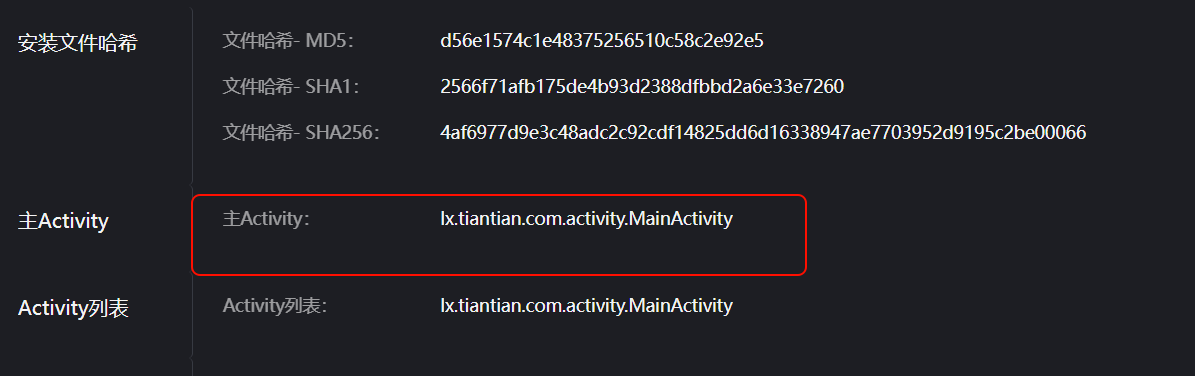 安装文件哈希 文件哈希- MD5： d56e1574c1e48375256510c58c2e92e5
文件哈希- SHA1： 2566f71afb175de4b93d2388dfbbd2a6e33e7260
文件哈希- SHA256： 4af6977d9e3c48adc2c92cdf14825dd6d16338947ae7703952d9195c2be00066
主Activity 主Activity： lx.tiantian.com.activity.MainActivity
Activity列表 Activity列表： lx.tiantian.com.activity.MainActivity